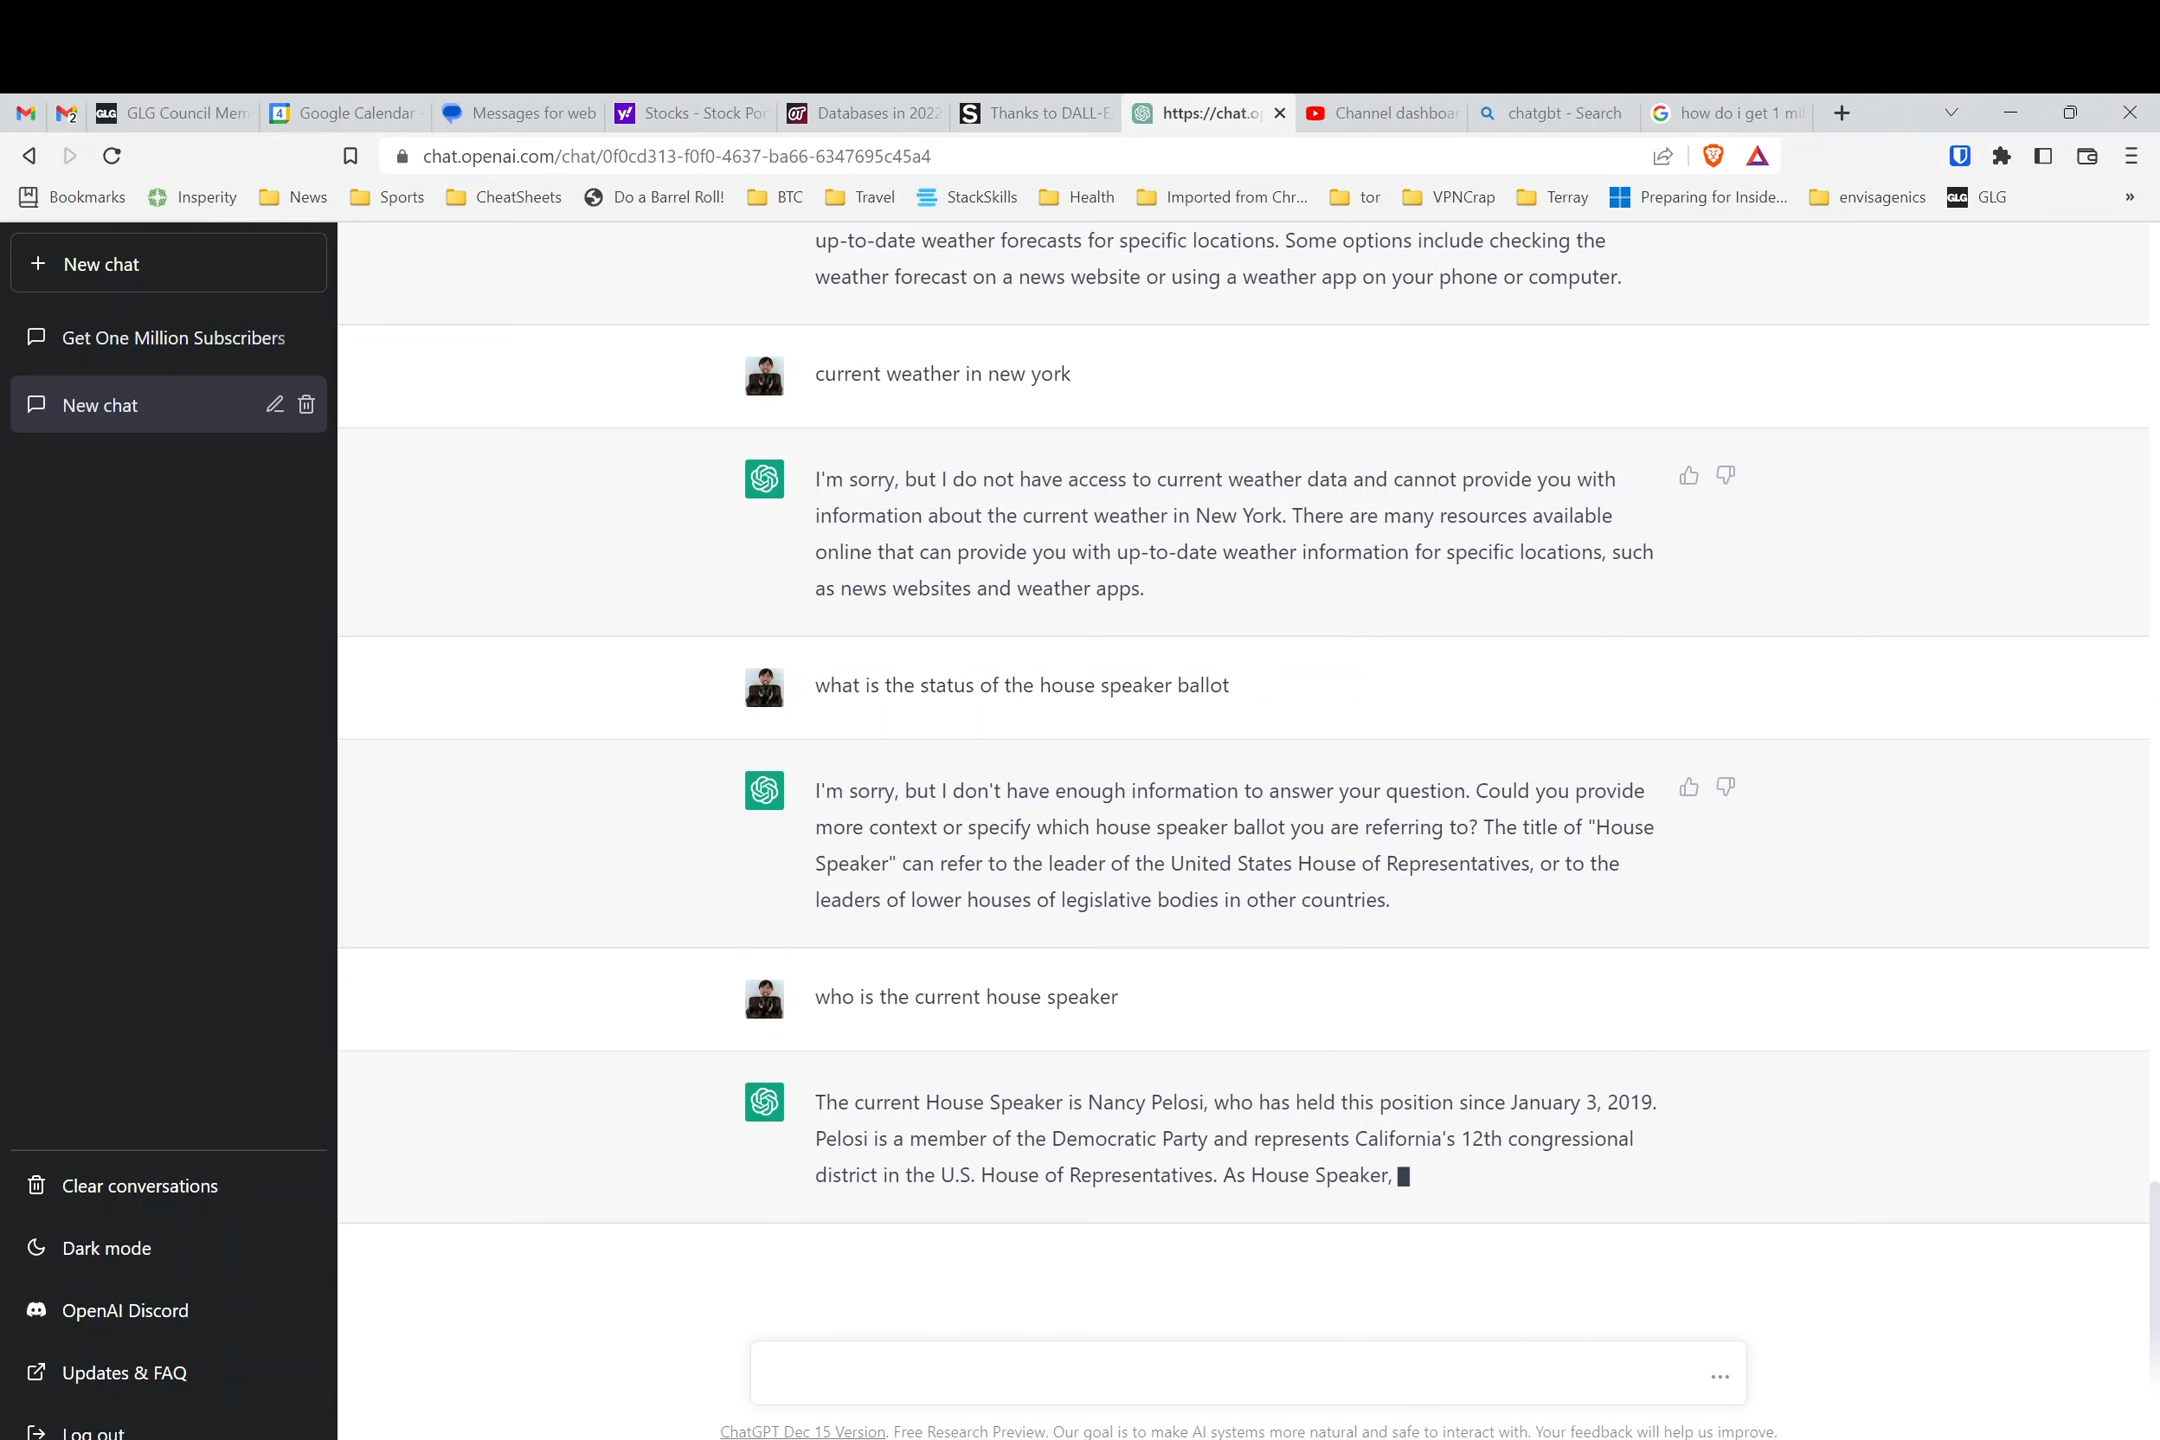 GLG Council Mem
Google Calendar -
Messages for web
Stocks - Stock Por
Databases in 2022
Thanks to DALL-E,
https://chat.op
Channel dashboar
chatgbt - Search
how do i get 1 mil
chat.openai.com/chat/0f0cd313-f0f0-4637-ba66-6347695c45a4
Bookmarks
Insperity
News
Sports
CheatSheets
Do a Barrel Roll!
BTC
Travel
StackSkills
Health
Imported from Chr...
tor
VPNCrap
Terray
Preparing for Inside...
envisagenics
GLG
GLG
»
+ New chat
Get One Million Subscribers
New chat
up-to-date weather forecasts for specific locations. Some options include checking the
weather forecast on a news website or using a weather app on your phone or computer.
current weather in new york
I'm sorry, but I do not have access to current weather data and cannot provide you with
information about the current weather in New York. There are many resources available
online that can provide you with up-to-date weather information for specific locations, such
as news websites and weather apps.
what is the status of the house speaker ballot
I'm sorry, but I don't have enough information to answer your question. Could you provide
more context or specify which house speaker ballot you are referring to? The title of "House
Speaker" can refer to the leader of the United States House of Representatives, or to the
leaders of lower houses of legislative bodies in other countries.
who is the current house speaker
The current House Speaker is Nancy Pelosi, who has held this position since January 3, 2019.
Pelosi is a member of the Democratic Party and represents California's 12th congressional
district in the U.S. House of Representatives. As House Speaker,
Clear conversations
Dark mode
OpenAI Discord
Updates & FAQ
Log out
...
ChatGPT Dec 15 Version. Free Research Preview. Our goal is to make AI systems more natural and safe to interact with. Your feedback will help us improve.